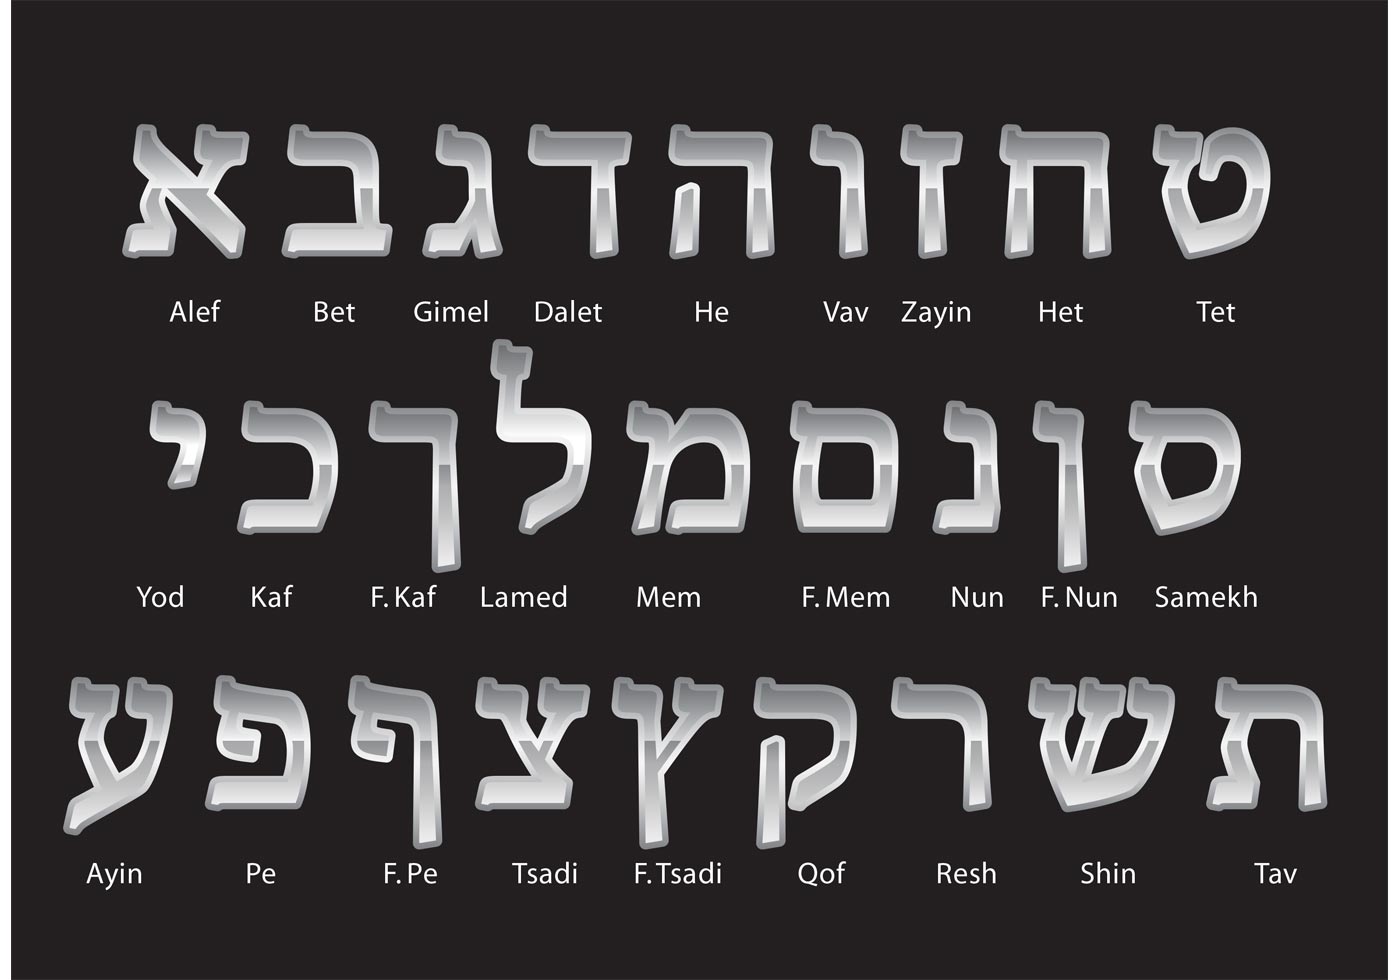 א ב ג ד ה ו ז ח ט
Alef Bet Gimel Dalet He Vav Zayin Het Tet
י כ ך ל מ ם נ ן ס
Yod Kaf F. Kaf Lamed Mem F. Mem Nun F. Nun Samekh
ע פ ף צ ץ ק ר ש ת
Ayin Pe F. Pe Tsadi F. Tsadi Qof Resh Shin Tav